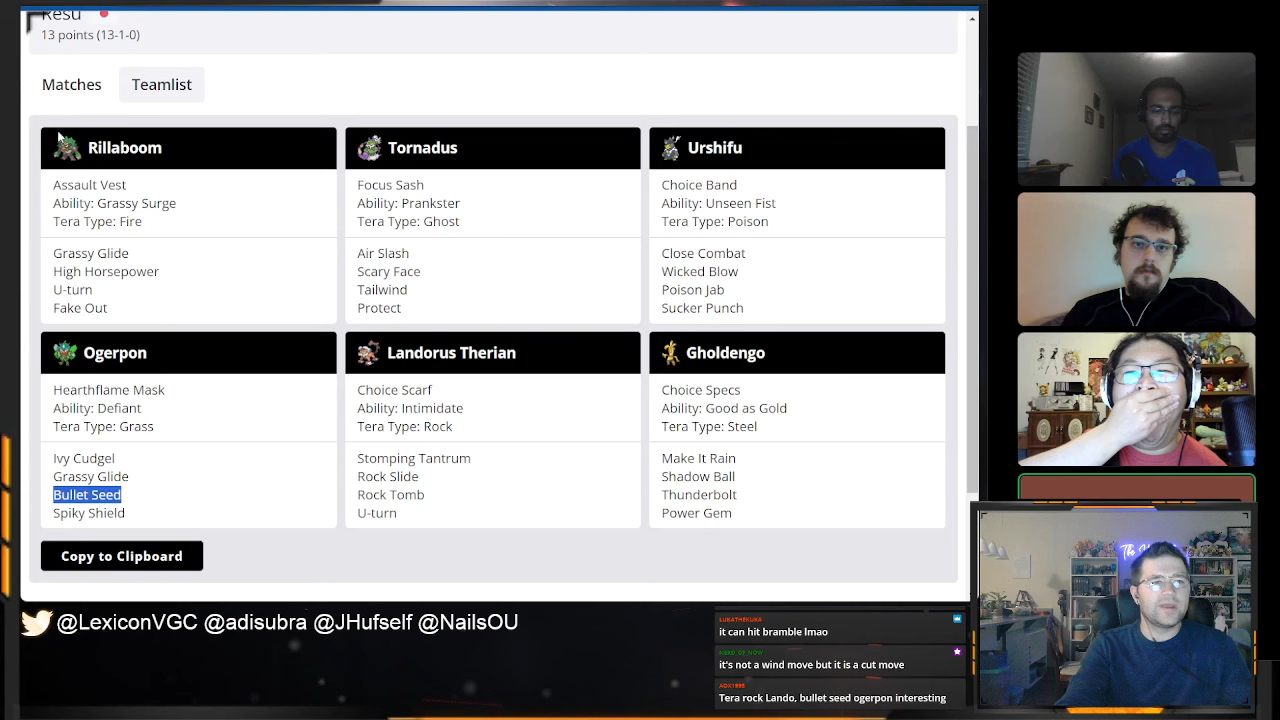 Resu
13 points (13-1-0)
Matches
Teamlist
Rillaboom
Assault Vest
Ability: Grassy Surge
Tera Type: Fire
Grassy Glide
High Horsepower
U-turn
Fake Out
Tornadus
Focus Sash
Ability: Prankster
Tera Type: Ghost
Air Slash
Scary Face
Tailwind
Protect
Urshifu
Choice Band
Ability: Unseen Fist
Tera Type: Poison
Close Combat
Wicked Blow
Poison Jab
Sucker Punch
Ogerpon
Hearthflame Mask
Ability: Defiant
Tera Type: Grass
Ivy Cudgel
Grassy Glide
Bullet Seed
Spiky Shield
Landorus Therian
Choice Scarf
Ability: Intimidate
Tera Type: Rock
Stomping Tantrum
Rock Slide
Rock Tomb
U-turn
Gholdengo
Choice Specs
Ability: Good as Gold
Tera Type: Steel
Make It Rain
Shadow Ball
Thunderbolt
Power Gem
Copy to Clipboard
@LexiconVGC @adisubra @JHufself @NailsOU
it can hit bramble lmao
it's not a wind move but it is a cut move
Tera rock Lando, bullet seed ogerpon interesting
The